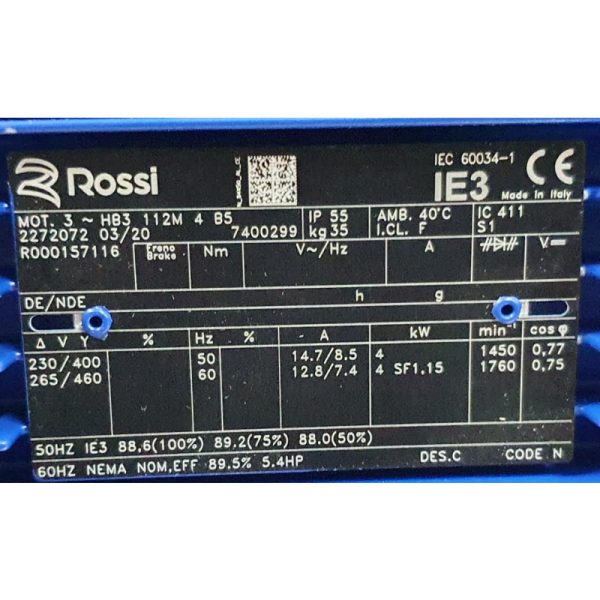 Rossi
IEC 60034-1 CE
IE3 Made in Italy
MOT. 3 ~ HB3 112M 4 B5 IP 55 AMB. 40°C IC 411
2272072 03/20 7400299 kg 35 I.CL. F S1
R000157116 Freno Brake Nm V~/Hz A V
DE/NDE h g
Δ V Y % Hz % A kW min⁻¹ cos φ
230/400 50 14.7/8.5 4 1450 0,77
265/460 60 12.8/7.4 4 SF1.15 1760 0,75
50HZ IE3 88,6(100%) 89.2(75%) 88.0(50%)
60HZ NEMA NOM,EFF 89.5% 5.4HP DES.C CODE N